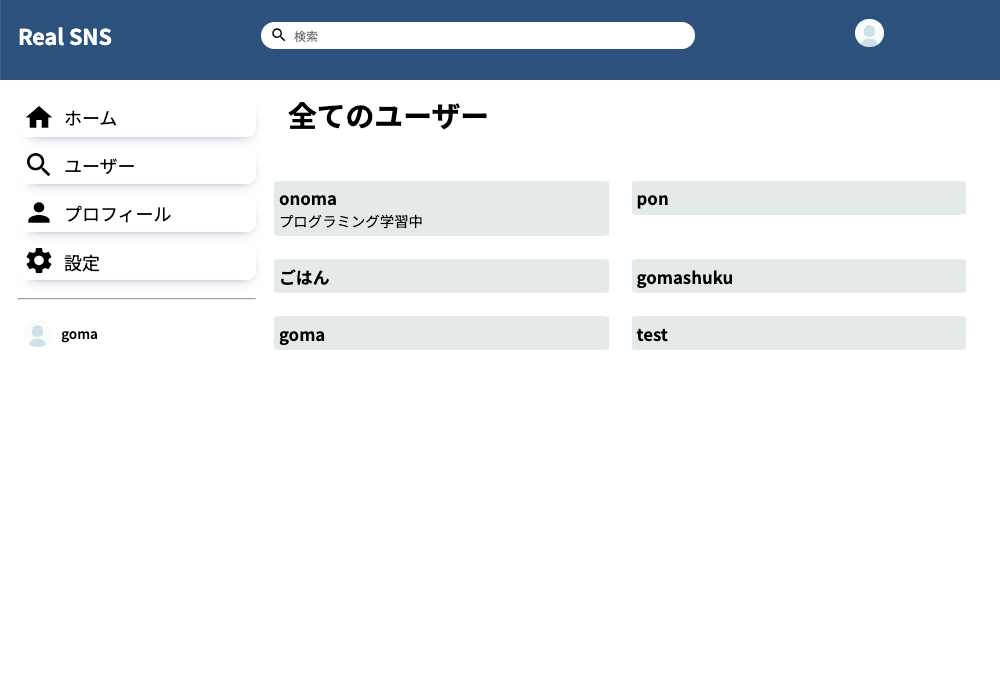 Real SNS
検索
ホーム
ユーザー
プロフィール
設定
goma
全てのユーザー
onoma
プログラミング学習中
pon
ごはん
gomashuku
goma
test